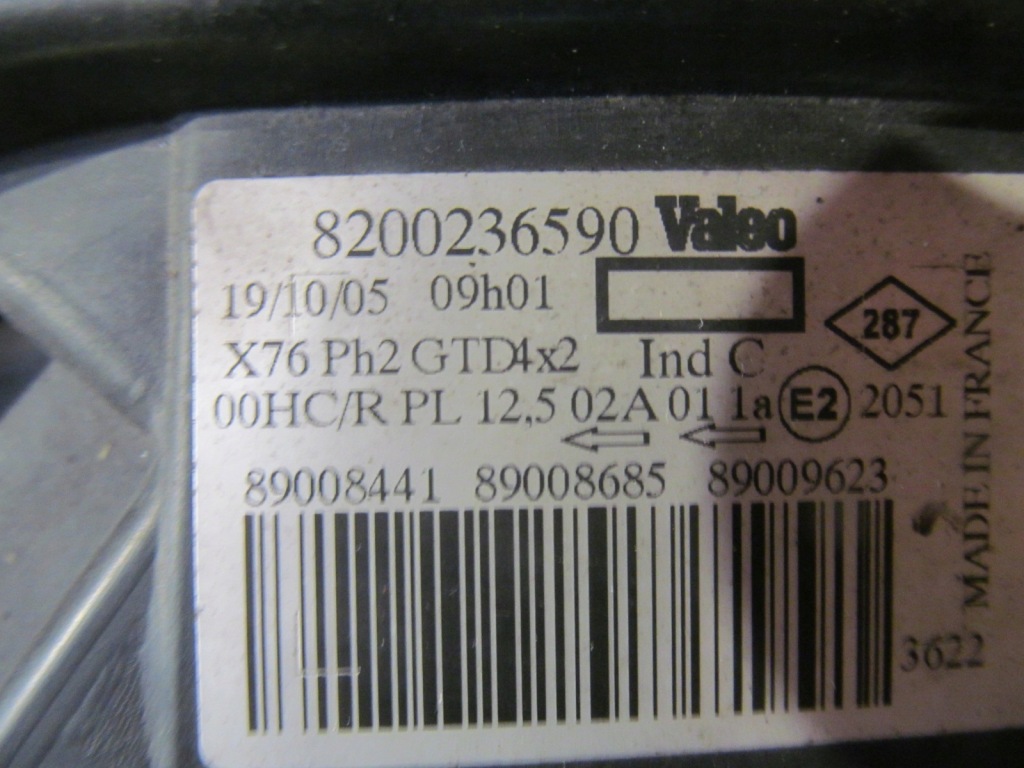 8200236590 Valeo
19/10/05 09h01
287
X76 Ph2 GTD4x2 Ind C
00HC/R PL 12,5 02A 01 1a E2 2051
89008441 89008685 89009623
3622
MADE IN FRANCE